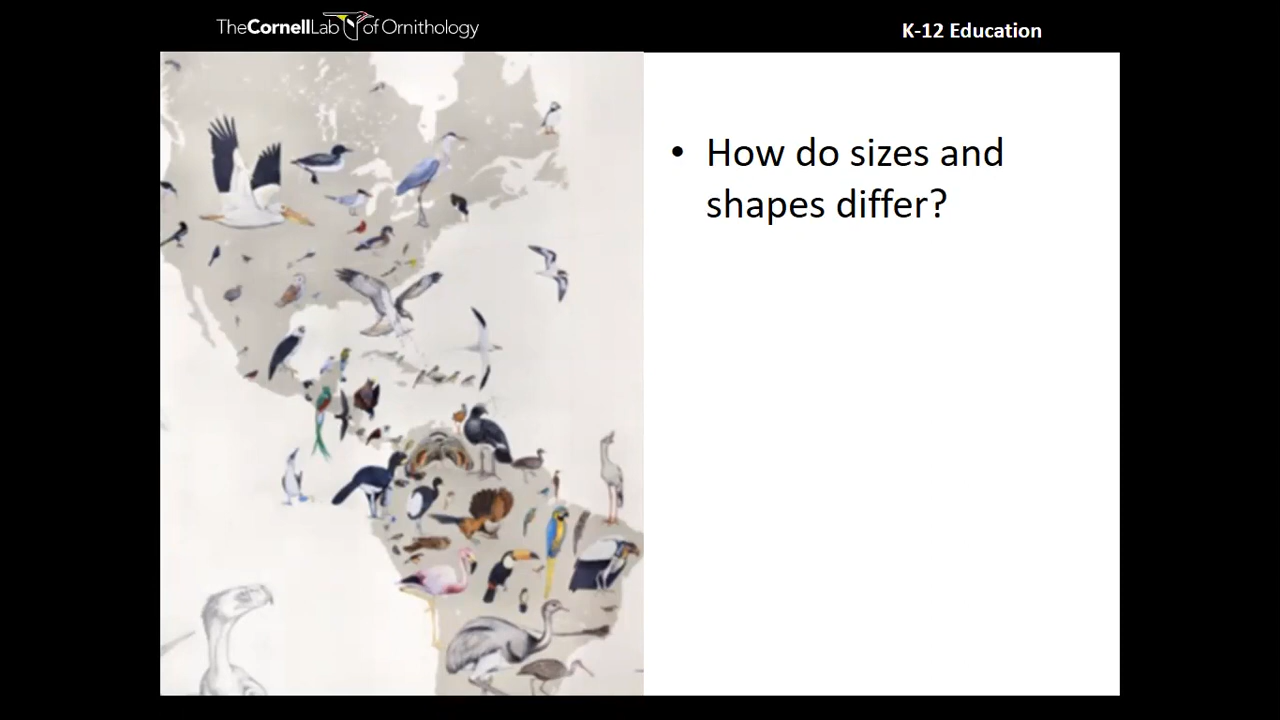 TheCornellLab of Ornithology
K-12 Education
• How do sizes and
shapes differ?